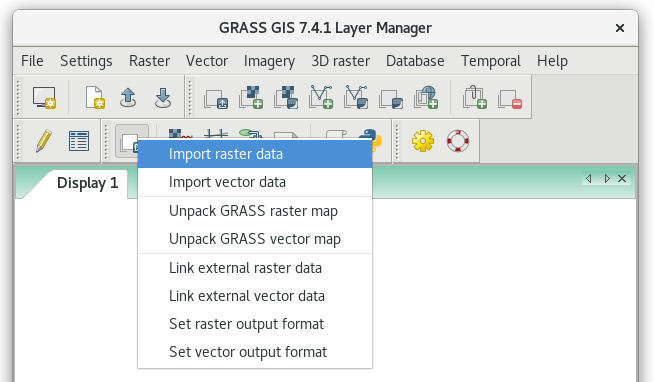 GRASS GIS 7.4.1 Layer Manager
File Settings Raster Vector Imagery 3D raster Database Temporal Help
Import raster data
Import vector data
Display 1
Unpack GRASS raster map
Unpack GRASS vector map
Link external raster data
Link external vector data
Set raster output format
Set vector output format